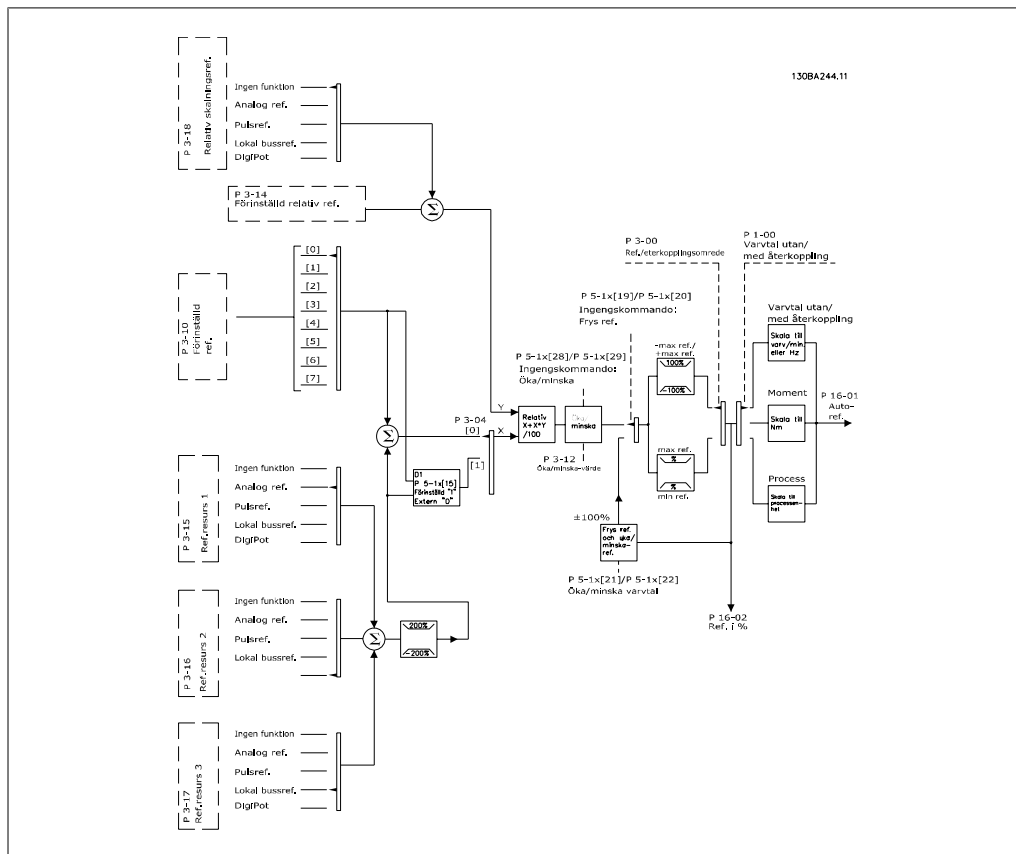 130BA244.11
P 3-18
Relativ skalningsref.
Ingen funktion
Analog ref.
Pulsref.
Lokal bussref.
DigiPot
P 3-14
Förinställd relativ ref.
Σ
P 3-10
Förinställd
ref.
[0]
[1]
[2]
[3]
[4]
[5]
[6]
[7]
Y
X
Σ
P 3-04
[0]
[1]
D1
P 5-1x[15]
Förinställd "1"
Extern "0"
Relativ
X+X*Y
/100
P 5-1x[28]/P 5-1x[29]
Ingengskommando:
Öka/minska
Öka/
minska
P 3-12
Öka/minska-värde
P 5-1x[19]/P 5-1x[20]
Ingengskommando:
Frys ref.
P 3-00
Ref./eterkopplingsomrede
P 1-00
Varvtal utan/
med återkoppling
-max ref./
+max ref.
100%
-100%
max ref.
%
%
min ref.
Varvtal utan/
med återkoppling
Skala till
varv/min.
eller Hz
Moment
Skala till
Nm
Process
Skala till
processen-
het
P 16-01
Auto-
ref.
±100%
Frys ref.
och öka/
minska-
ref.
P 5-1x[21]/P 5-1x[22]
Öka/minska varvtal
P 16-02
Ref. i %
P 3-15
Ref.resurs 1
Ingen funktion
Analog ref.
Pulsref.
Lokal bussref.
DigiPot
P 3-16
Ref.resurs 2
Ingen funktion
Analog ref.
Pulsref.
Lokal bussref.
Σ
200%
-200%
P 3-17
Ref.resurs 3
Ingen funktion
Analog ref.
Pulsref.
Lokal bussref.
DigiPot